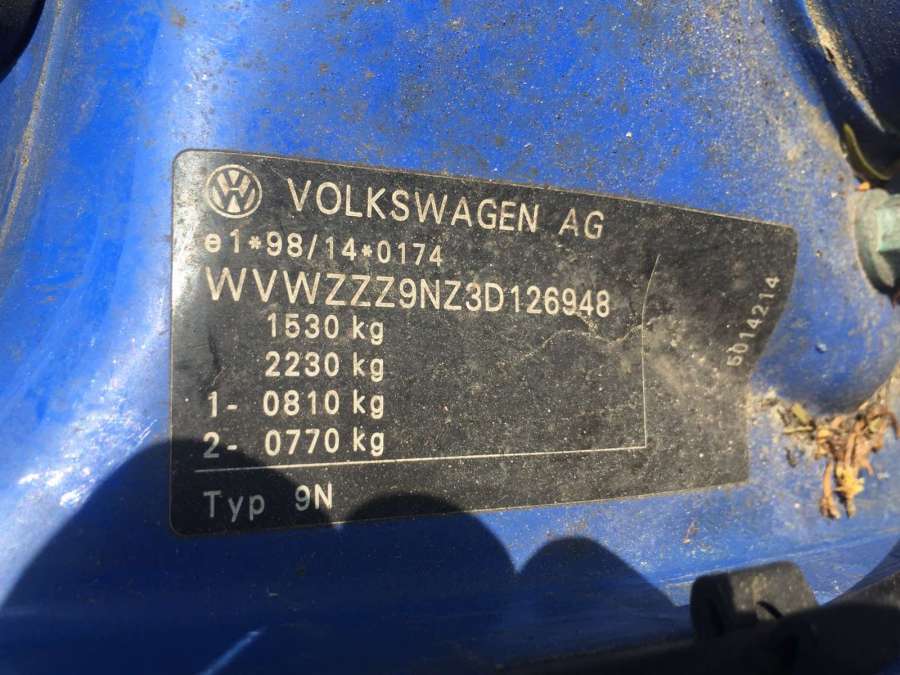 VOLKSWAGEN AG
e1*98/14*0174
WVWZZZ9NZ3D126948
1530 kg
2230 kg
1- 0810 kg
2- 0770 kg
Typ 9N
5014214